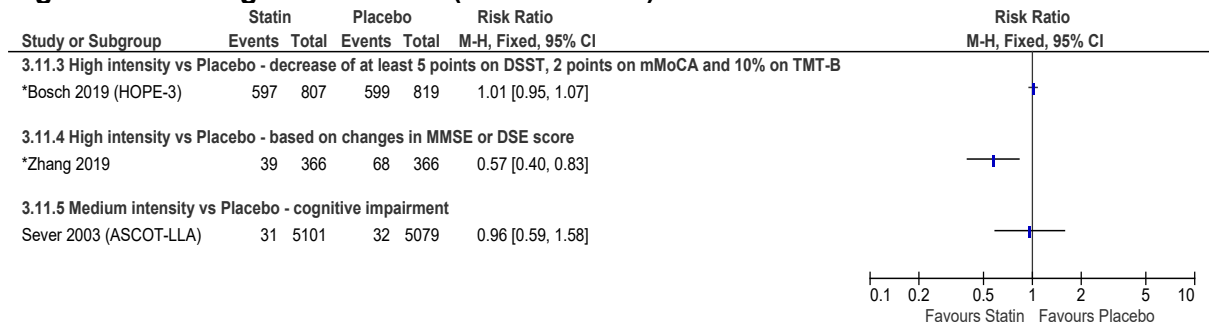 Statin Placebo Risk Ratio Risk Ratio
Study or Subgroup Events Total Events Total M-H, Fixed, 95% CI M-H, Fixed, 95% CI
3.11.3 High intensity vs Placebo - decrease of at least 5 points on DSST, 2 points on mMoCA and 10% on TMT-B
*Bosch 2019 (HOPE-3) 597 807 599 819 1.01 [0.95, 1.07]
3.11.4 High intensity vs Placebo - based on changes in MMSE or DSE score
*Zhang 2019 39 366 68 366 0.57 [0.40, 0.83]
3.11.5 Medium intensity vs Placebo - cognitive impairment
Sever 2003 (ASCOT-LLA) 31 5101 32 5079 0.96 [0.59, 1.58]
0.1 0.2 0.5 1 2 5 10
Favours Statin Favours Placebo